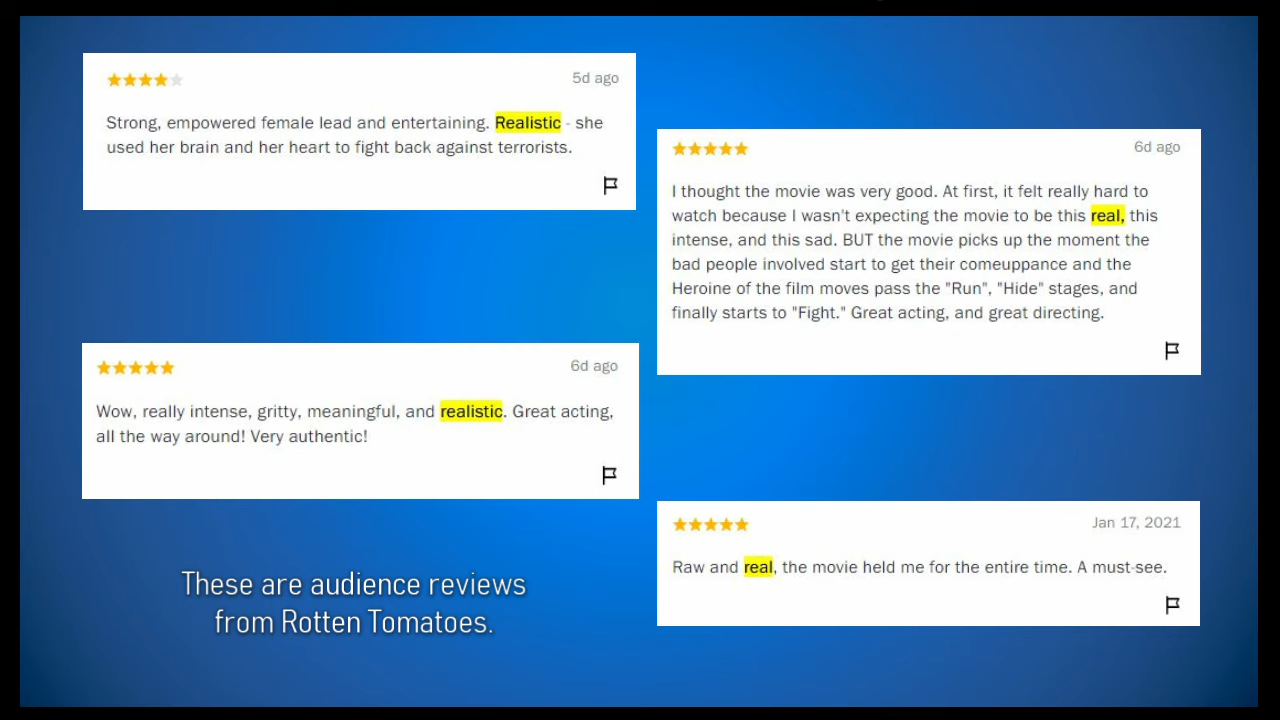 5d ago
Strong, empowered female lead and entertaining. Realistic - she
used her brain and her heart to fight back against terrorists.
6d ago
I thought the movie was very good. At first, it felt really hard to
watch because I wasn't expecting the movie to be this real, this
intense, and this sad. BUT the movie picks up the moment the
bad people involved start to get their comeuppance and the
Heroine of the film moves pass the "Run", "Hide" stages, and
finally starts to "Fight." Great acting, and great directing.
6d ago
Wow, really intense, gritty, meaningful, and realistic. Great acting,
all the way around! Very authentic!
Jan 17, 2021
Raw and real, the movie held me for the entire time. A must-see.
These are audience reviews
from Rotten Tomatoes.